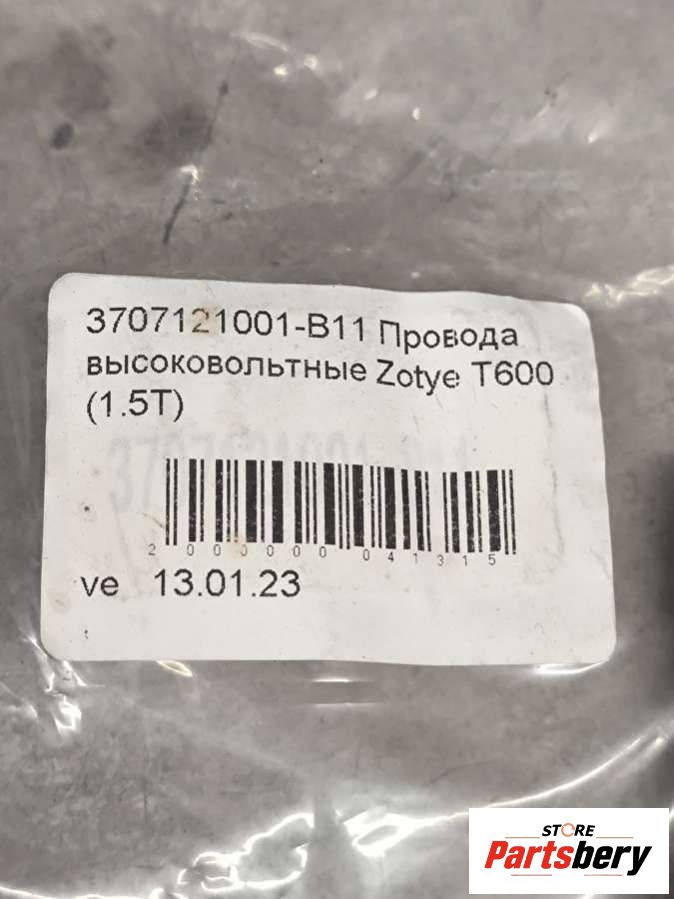 3707121001-B11 Провода
высоковольтные Zotye T600
(1.5T)
2 000000 041315
ve 13.01.23
STORE
Partsbery